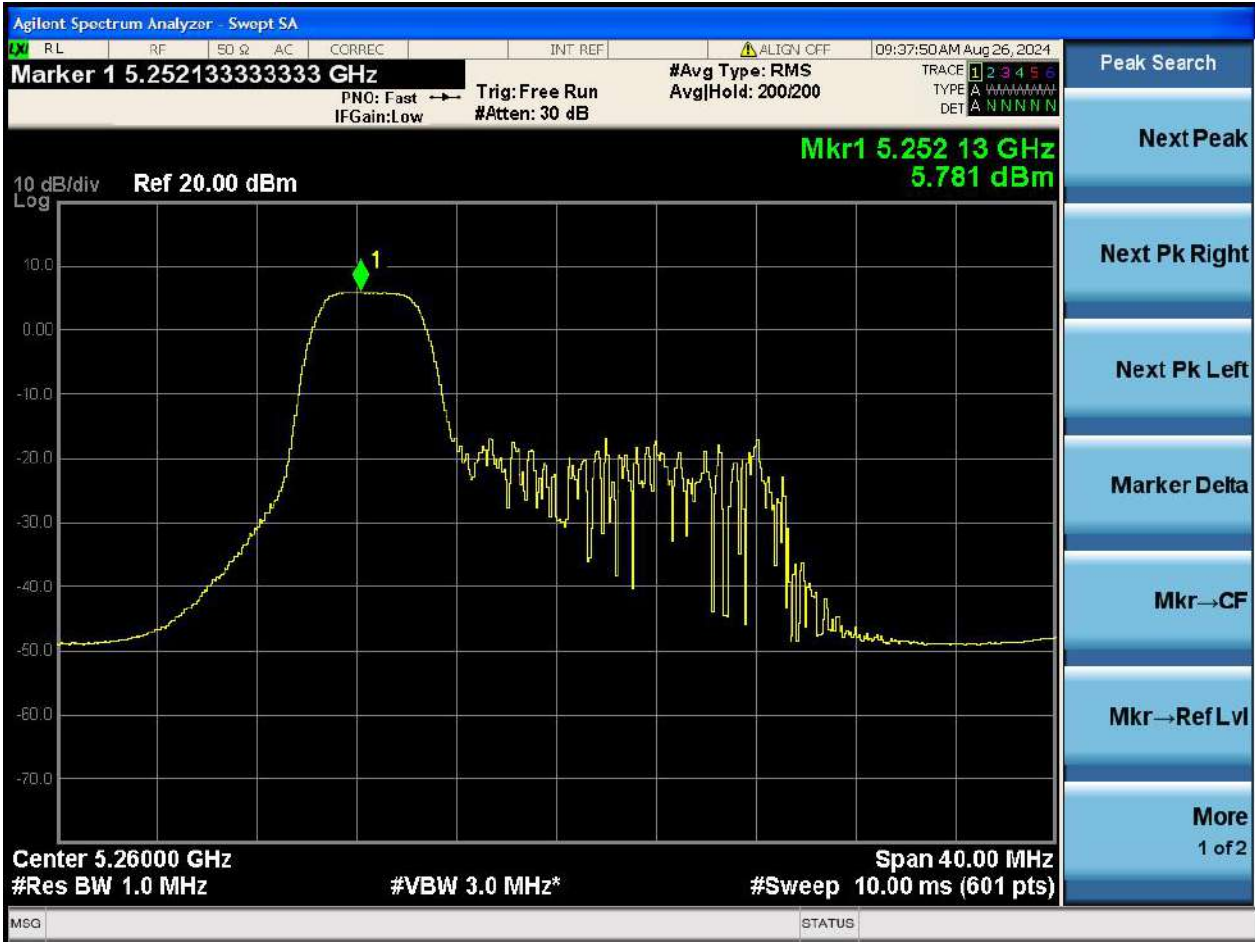 Agilent Spectrum Analyzer - Swept SA
LXI RL RF 50 Ω AC CORREC INT REF ALIGN OFF 09:37:50 AM Aug 26, 2024
Marker 1 5.252133333333 GHz
PNO: Fast
IFGain:Low
Trig: Free Run
#Atten: 30 dB
#Avg Type: RMS
Avg|Hold: 200/200
TRACE 1 2 3 4 5 6
TYPE A WWWWW
DET A N N N N N
Mkr1 5.252 13 GHz
5.781 dBm
10 dB/div Ref 20.00 dBm
Log
1
10.0
0.00
-10.0
-20.0
-30.0
-40.0
-50.0
-60.0
-70.0
Center 5.26000 GHz Span 40.00 MHz
#Res BW 1.0 MHz #VBW 3.0 MHz* #Sweep 10.00 ms (601 pts)
MSG STATUS
Peak Search
Next Peak
Next Pk Right
Next Pk Left
Marker Delta
Mkr→CF
Mkr→Ref Lvl
More
1 of 2